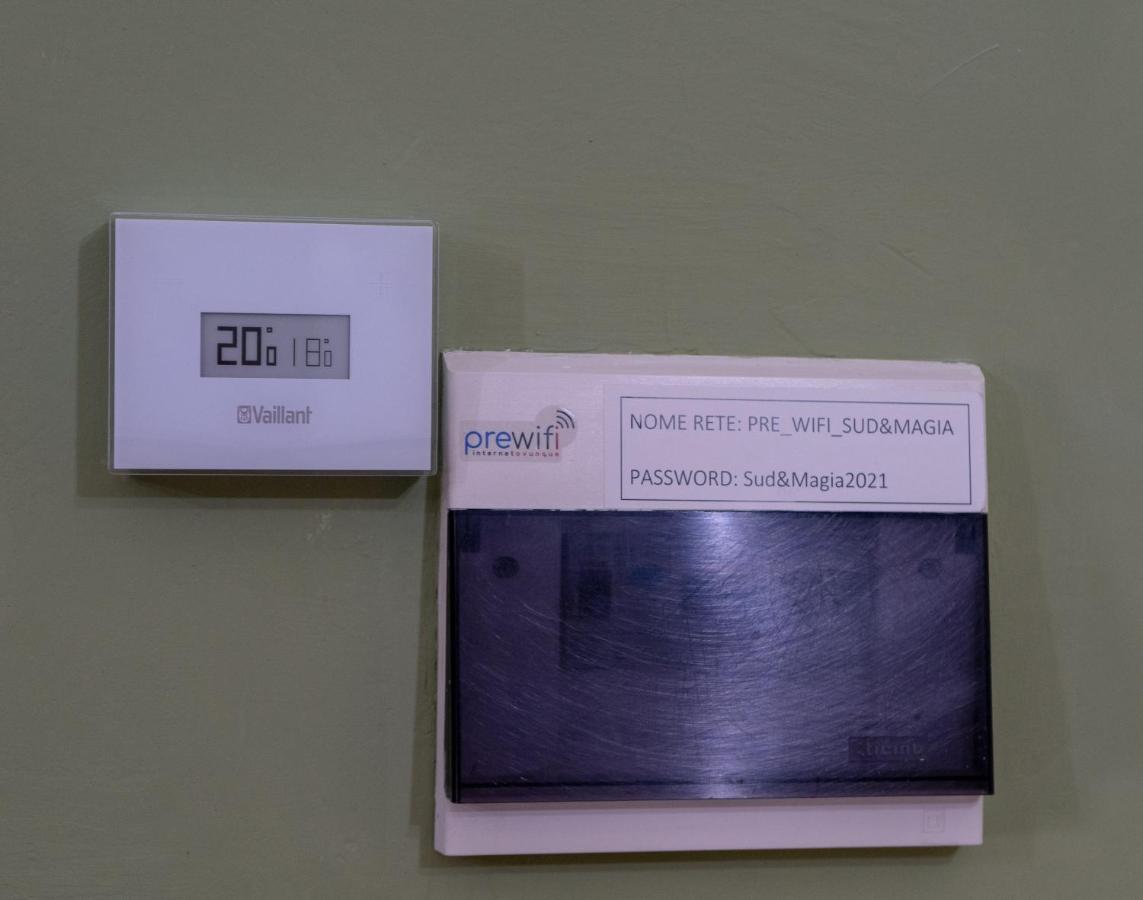 20°0 18°0
Vaillant
prewifi
internetovunque
NOME RETE: PRE_WIFI_SUD&MAGIA
PASSWORD: Sud&Magia2021